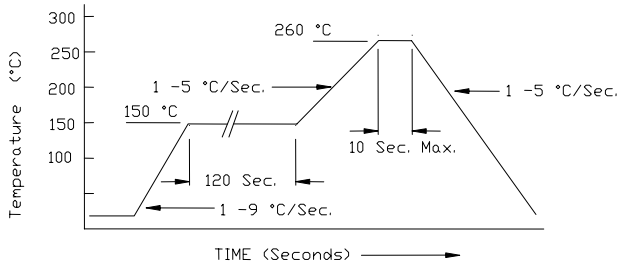 300
260 °C
250
200
1 -5 °C/Sec.
1 -5 °C/Sec.
150 °C
150
10 Sec. Max.
100
120 Sec.
1 -9 °C/Sec.
Temperature (°C)
TIME (Seconds)